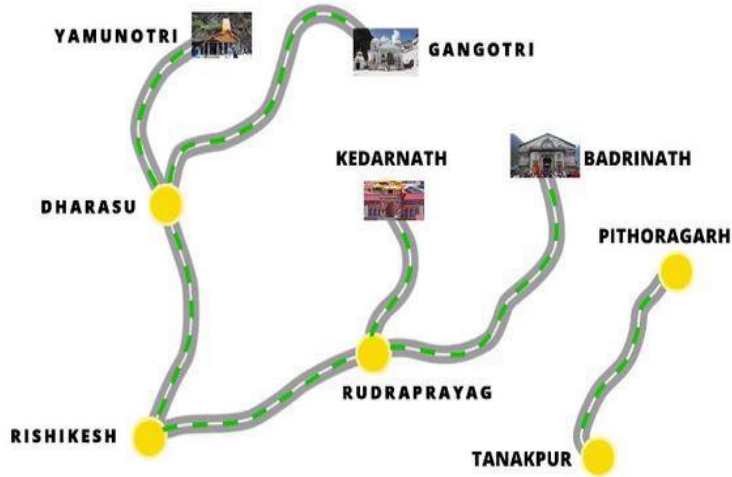 YAMUNOTRI
GANGOTRI
KEDARNATH
BADRINATH
DHARASU
PITHORAGARH
RUDRAPRAYAG
RISHIKESH
TANAKPUR